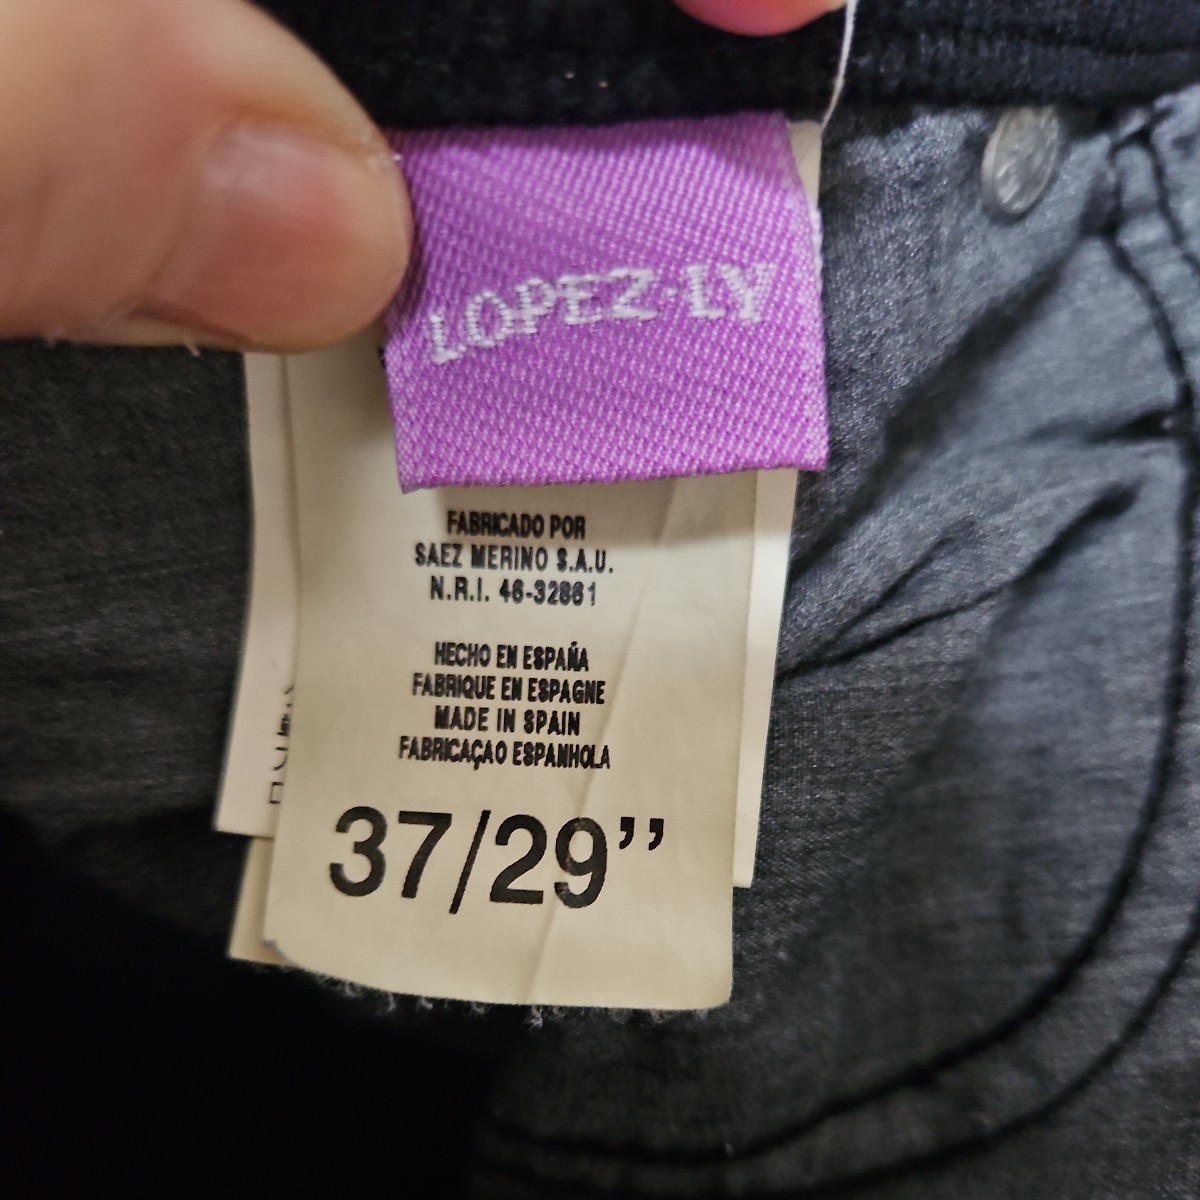 LOPEZ·LY
FABRICADO POR
SAEZ MERINO S.A.U.
N.R.I. 46-32861
HECHO EN ESPAÑA
FABRIQUE EN ESPAGNE
MADE IN SPAIN
FABRICAÇAO ESPANHOLA
37/29’’